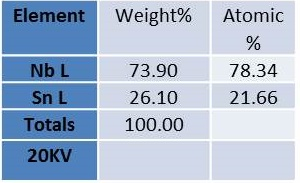 Element Weight% Atomic
%
Nb L 73.90 78.34
Sn L 26.10 21.66
Totals 100.00
20KV